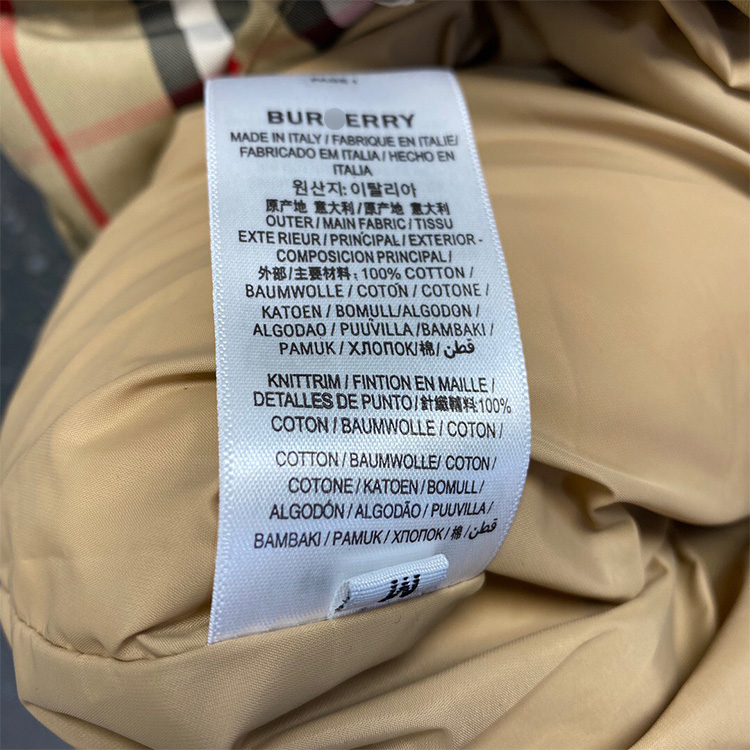 BUR ERRY
MADE IN ITALY / FABRIQUE EN ITALIE/
FABRICADO EM ITALIA / HECHO EN
ITALIA
원산지: 이탈리아
原产地 意大利 / 原产地 意大利
OUTER / MAIN FABRIC / TISSU
EXTE RIEUR / PRINCIPAL / EXTERIOR -
COMPOSICION PRINCIPAL /
外部 / 主要材料: 100% COTTON /
BAUMWOLLE / COTON / COTONE /
KATOEN / BOMULL/ALGODON /
ALGODAO / PUUVILLA /BAMBAKI /
PAMUK / ХЛОПОК/ 棉/ قطن
KNITTRIM / FINTION EN MAILLE /
DETALLES DE PUNTO / 針織輔料: 100%
COTON / BAUMWOLLE / COTON /
COTTON / BAUMWOLLE/ COTON /
COTONE / KATOEN / BOMULL /
ALGODÓN / ALGODÃO / PUUVILLA /
BAMBAKI / PAMUK / ХЛОПОК / 棉 / قطن